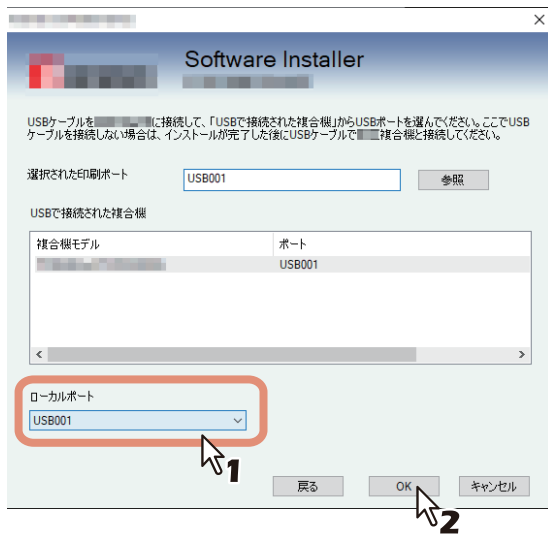 Software Installer
USBケーブルを に接続して、「USBで接続された複合機」からUSBポートを選んでください。ここでUSB
ケーブルを接続しない場合は、インストールが完了した後にUSBケーブルで 複合機と接続してください。
選択された印刷ポート USB001 参照
USBで接続された複合機
複合機モデル ポート
USB001
ローカルポート
USB001
1
戻る OK キャンセル
2